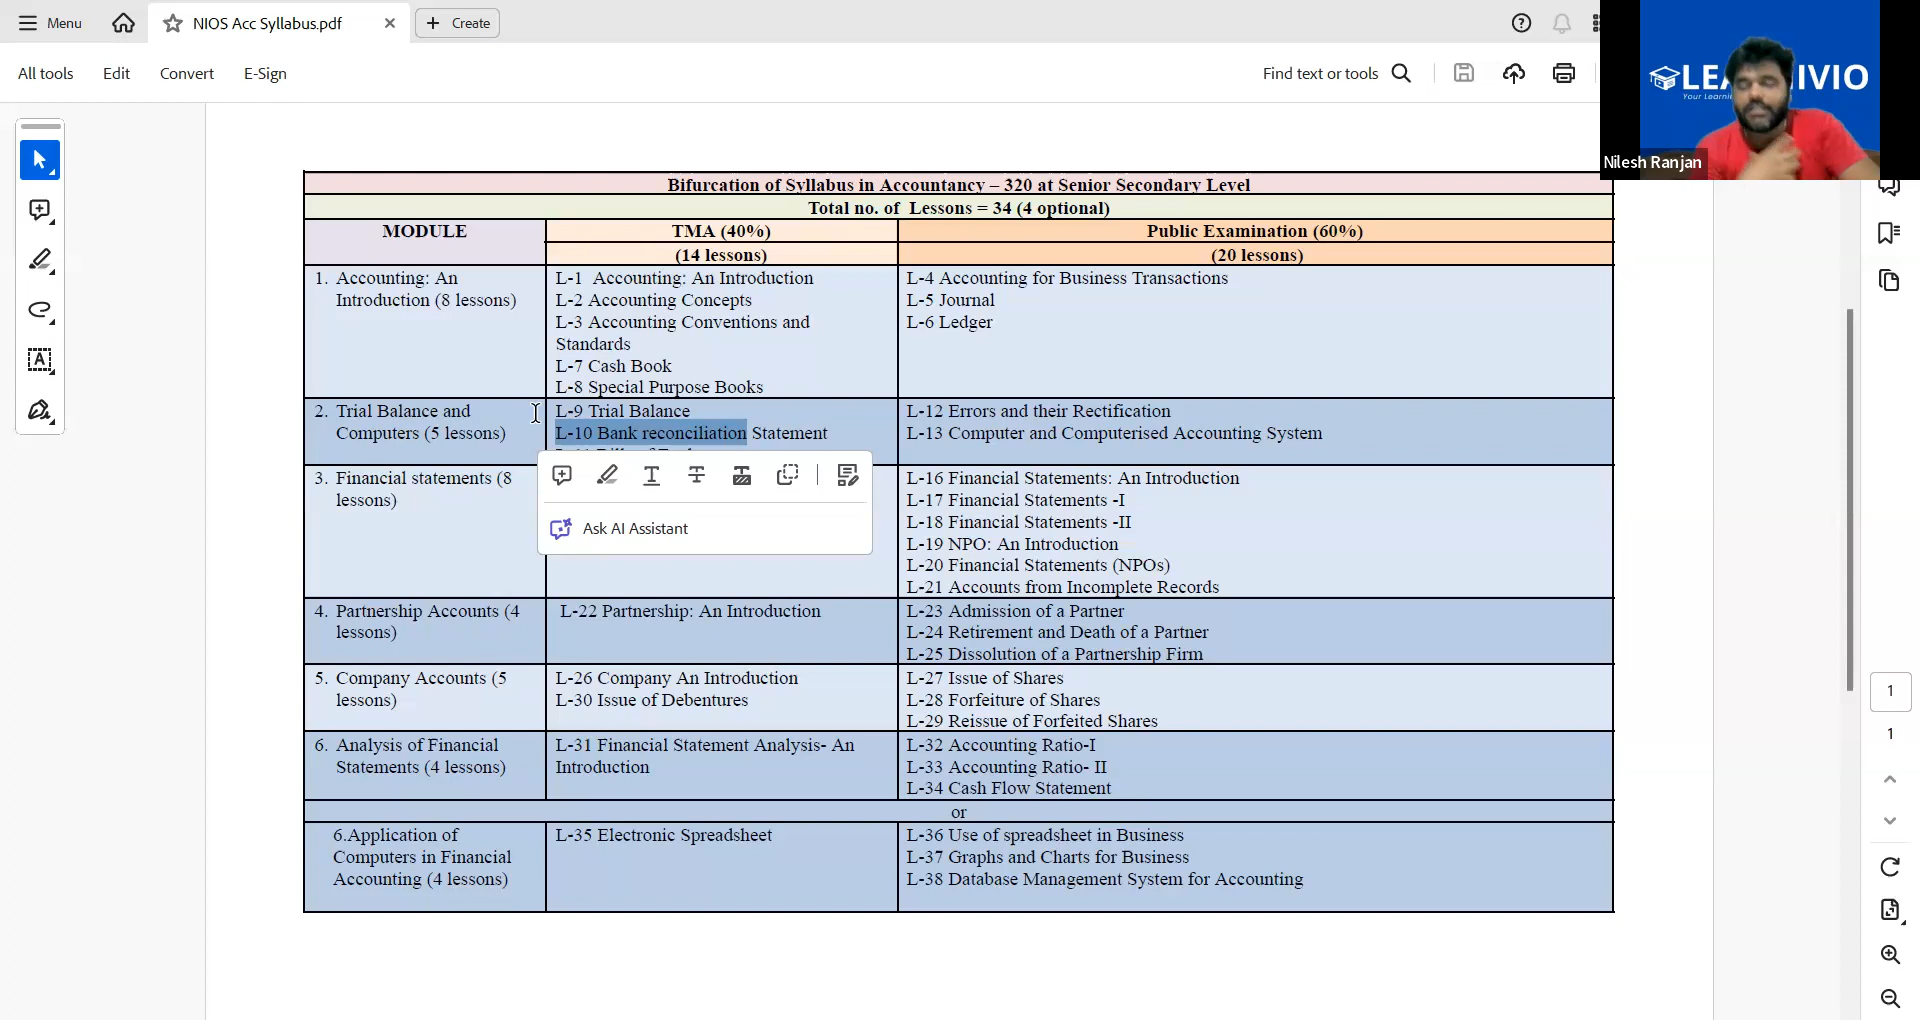 Menu
NIOS Acc Syllabus.pdf
Create
All tools
Edit
Convert
E-Sign
Find text or tools
Nilesh Ranjan
Bifurcation of Syllabus in Accountancy – 320 at Senior Secondary Level
Total no. of Lessons = 34 (4 optional)
MODULE
TMA (40%)
Public Examination (60%)
(14 lessons)
(20 lessons)
1. Accounting: An
Introduction (8 lessons)
L-1 Accounting: An Introduction
L-2 Accounting Concepts
L-3 Accounting Conventions and
Standards
L-7 Cash Book
L-8 Special Purpose Books
L-4 Accounting for Business Transactions
L-5 Journal
L-6 Ledger
2. Trial Balance and
Computers (5 lessons)
L-9 Trial Balance
L-10 Bank reconciliation Statement
L-12 Errors and their Rectification
L-13 Computer and Computerised Accounting System
3. Financial statements (8
lessons)
Ask AI Assistant
L-16 Financial Statements: An Introduction
L-17 Financial Statements -I
L-18 Financial Statements -II
L-19 NPO: An Introduction
L-20 Financial Statements (NPOs)
L-21 Accounts from Incomplete Records
4. Partnership Accounts (4
lessons)
L-22 Partnership: An Introduction
L-23 Admission of a Partner
L-24 Retirement and Death of a Partner
L-25 Dissolution of a Partnership Firm
5. Company Accounts (5
lessons)
L-26 Company An Introduction
L-30 Issue of Debentures
L-27 Issue of Shares
L-28 Forfeiture of Shares
L-29 Reissue of Forfeited Shares
6. Analysis of Financial
Statements (4 lessons)
L-31 Financial Statement Analysis- An
Introduction
L-32 Accounting Ratio-I
L-33 Accounting Ratio- II
L-34 Cash Flow Statement
or
6.Application of
Computers in Financial
Accounting (4 lessons)
L-35 Electronic Spreadsheet
L-36 Use of spreadsheet in Business
L-37 Graphs and Charts for Business
L-38 Database Management System for Accounting
1
1